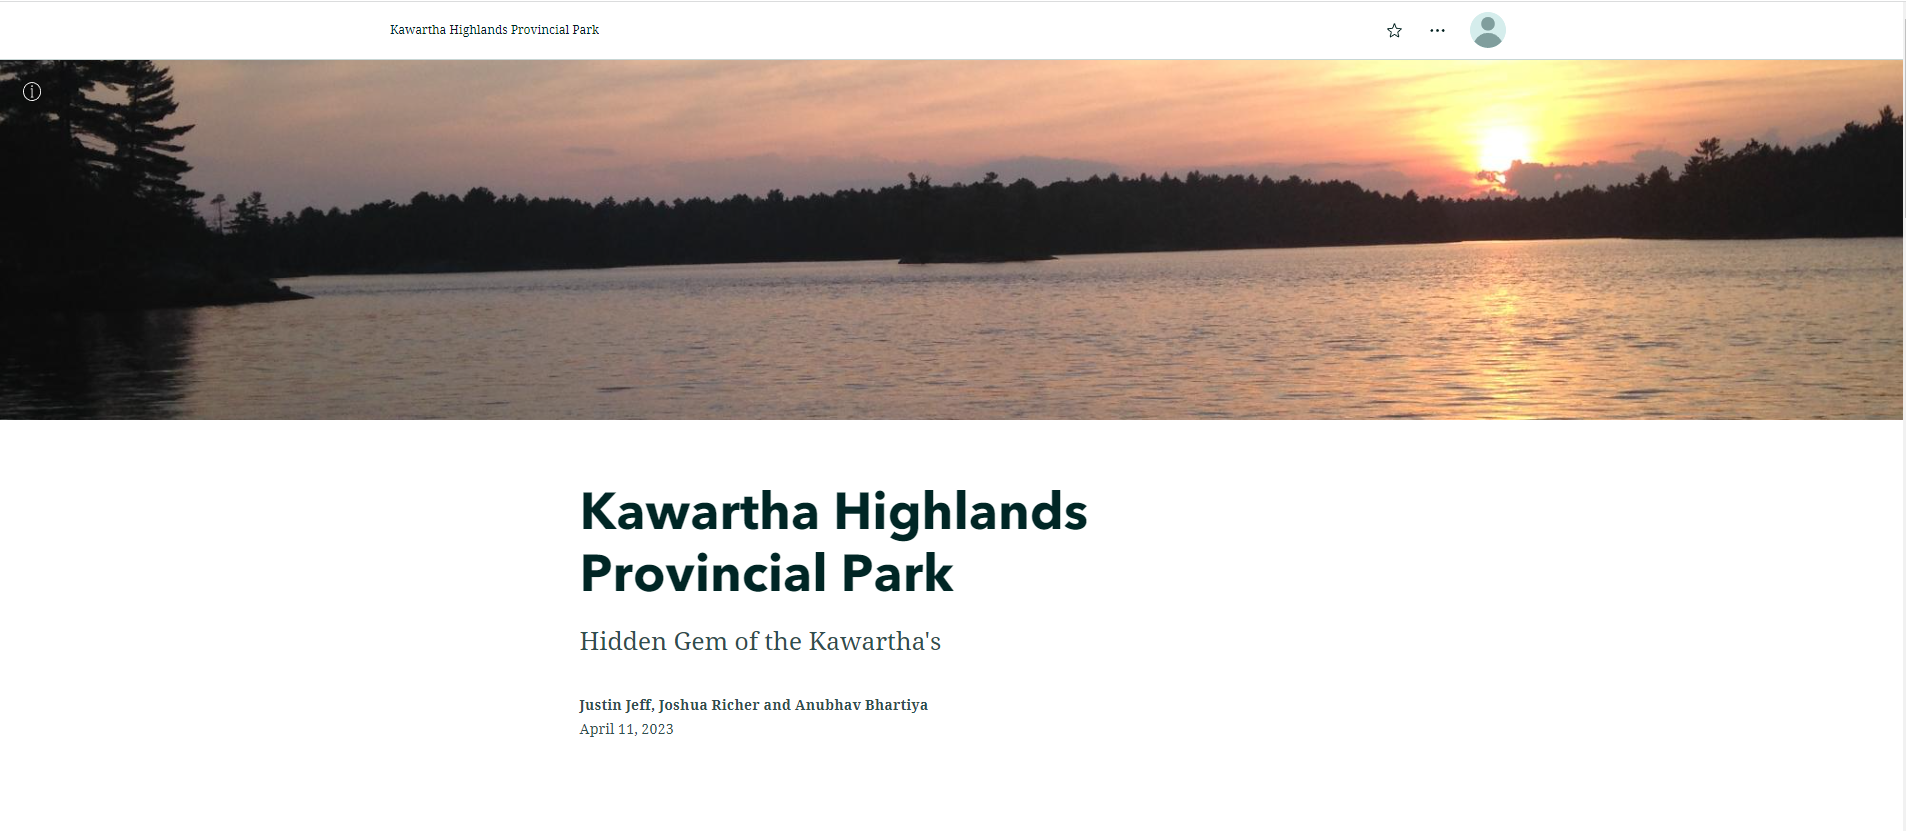 Kawartha Highlands Provincial Park
Kawartha Highlands
Provincial Park
Hidden Gem of the Kawartha's
Justin Jeff, Joshua Richer and Anubhav Bhartiya
April 11, 2023